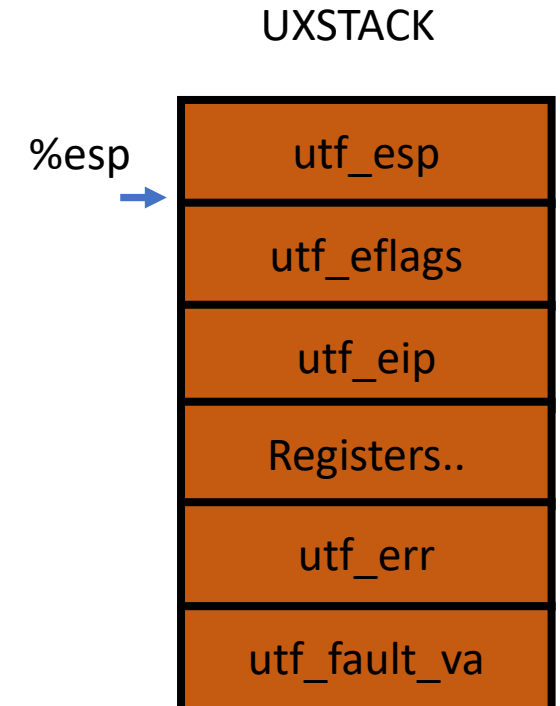 UXSTACK
%esp
utf_esp
utf_eflags
utf_eip
Registers..
utf_err
utf_fault_va